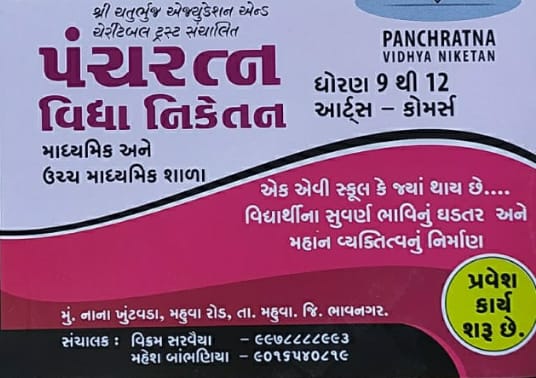 શ્રી ચતુર્ભુજ એજ્યુકેશન એન્ડ
ચેરીટેબલ ટ્રસ્ટ સંચાલિત
પંચરત્ન
વિદ્યા નિકેતન
માધ્યમિક અને
ઉચ્ચ માધ્યમિક શાળા
PANCHRATNA
VIDHYA NIKETAN
ધોરણ 9 થી 12
આર્ટ્સ – કોમર્સ
એક એવી સ્કૂલ કે જ્યાં થાય છે....
વિદ્યાર્થીના સુવર્ણ ભાવિનું ઘડતર અને
મહાન વ્યક્તિત્વનું નિર્માણ
પ્રવેશ
કાર્ય
શરૂ છે.
મું. નાના ખુંટવડા, મહુવા રોડ, તા. મહુવા. જિ. ભાવનગર.
સંચાલક : વિક્રમ સરવૈયા - ૯૯૭૮૮૮૮૯૯૩
મહેશ બાંભણિયા - ૯૦૧૬૫૪૦૮૧૯